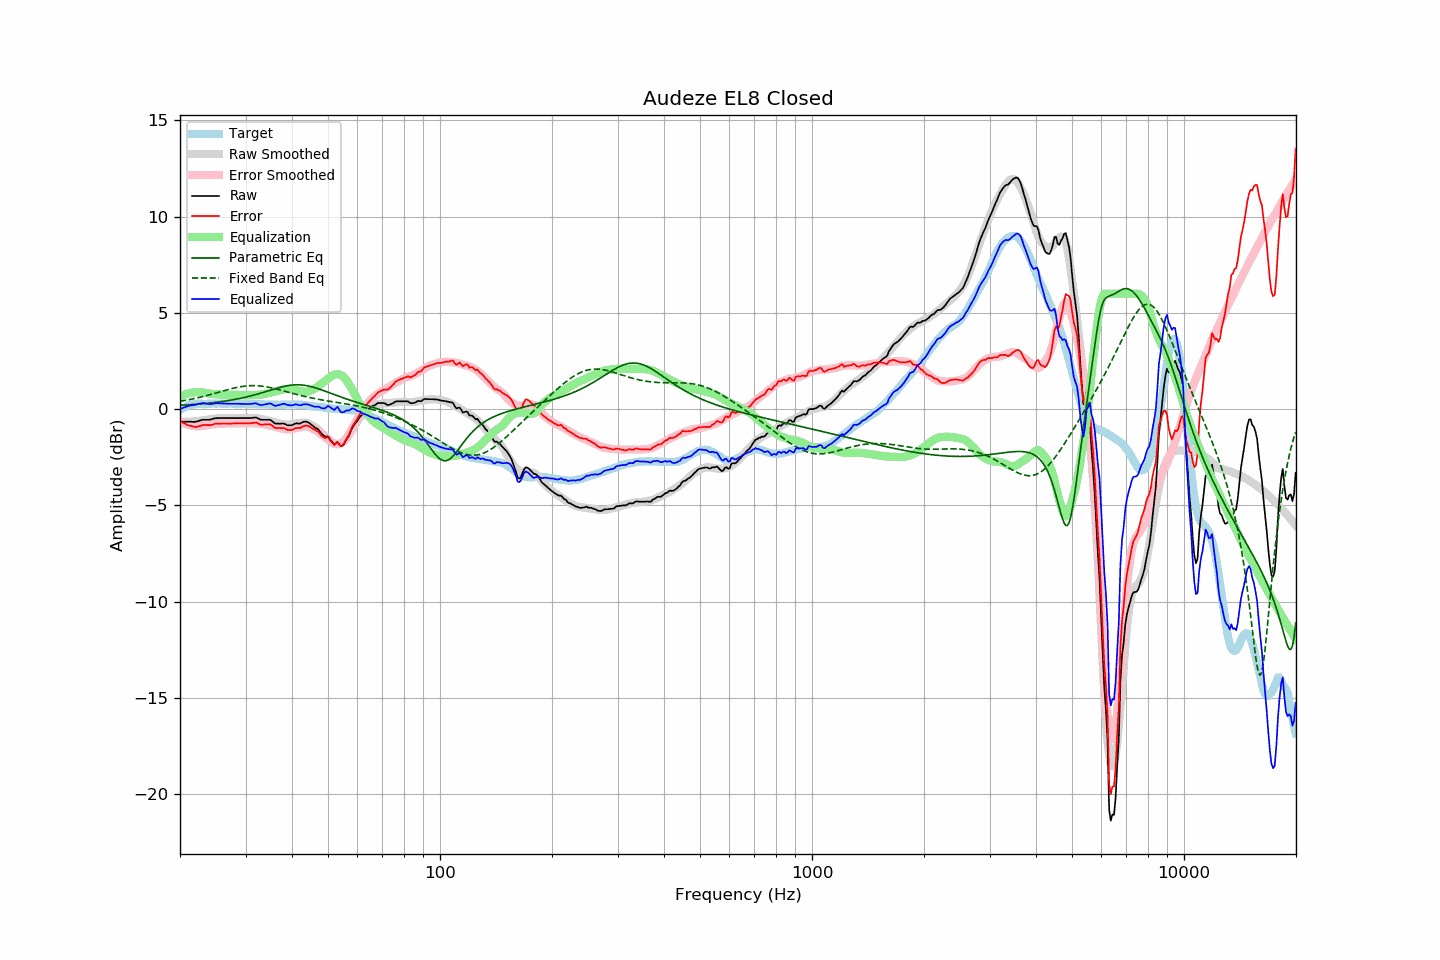 Audeze EL8 Closed
Target
Raw Smoothed
Error Smoothed
Raw
Error
Equalization
Parametric Eq
Fixed Band Eq
Equalized
15
10
5
0
−5
−10
−15
−20
Amplitude (dBr)
100
1000
10000
Frequency (Hz)